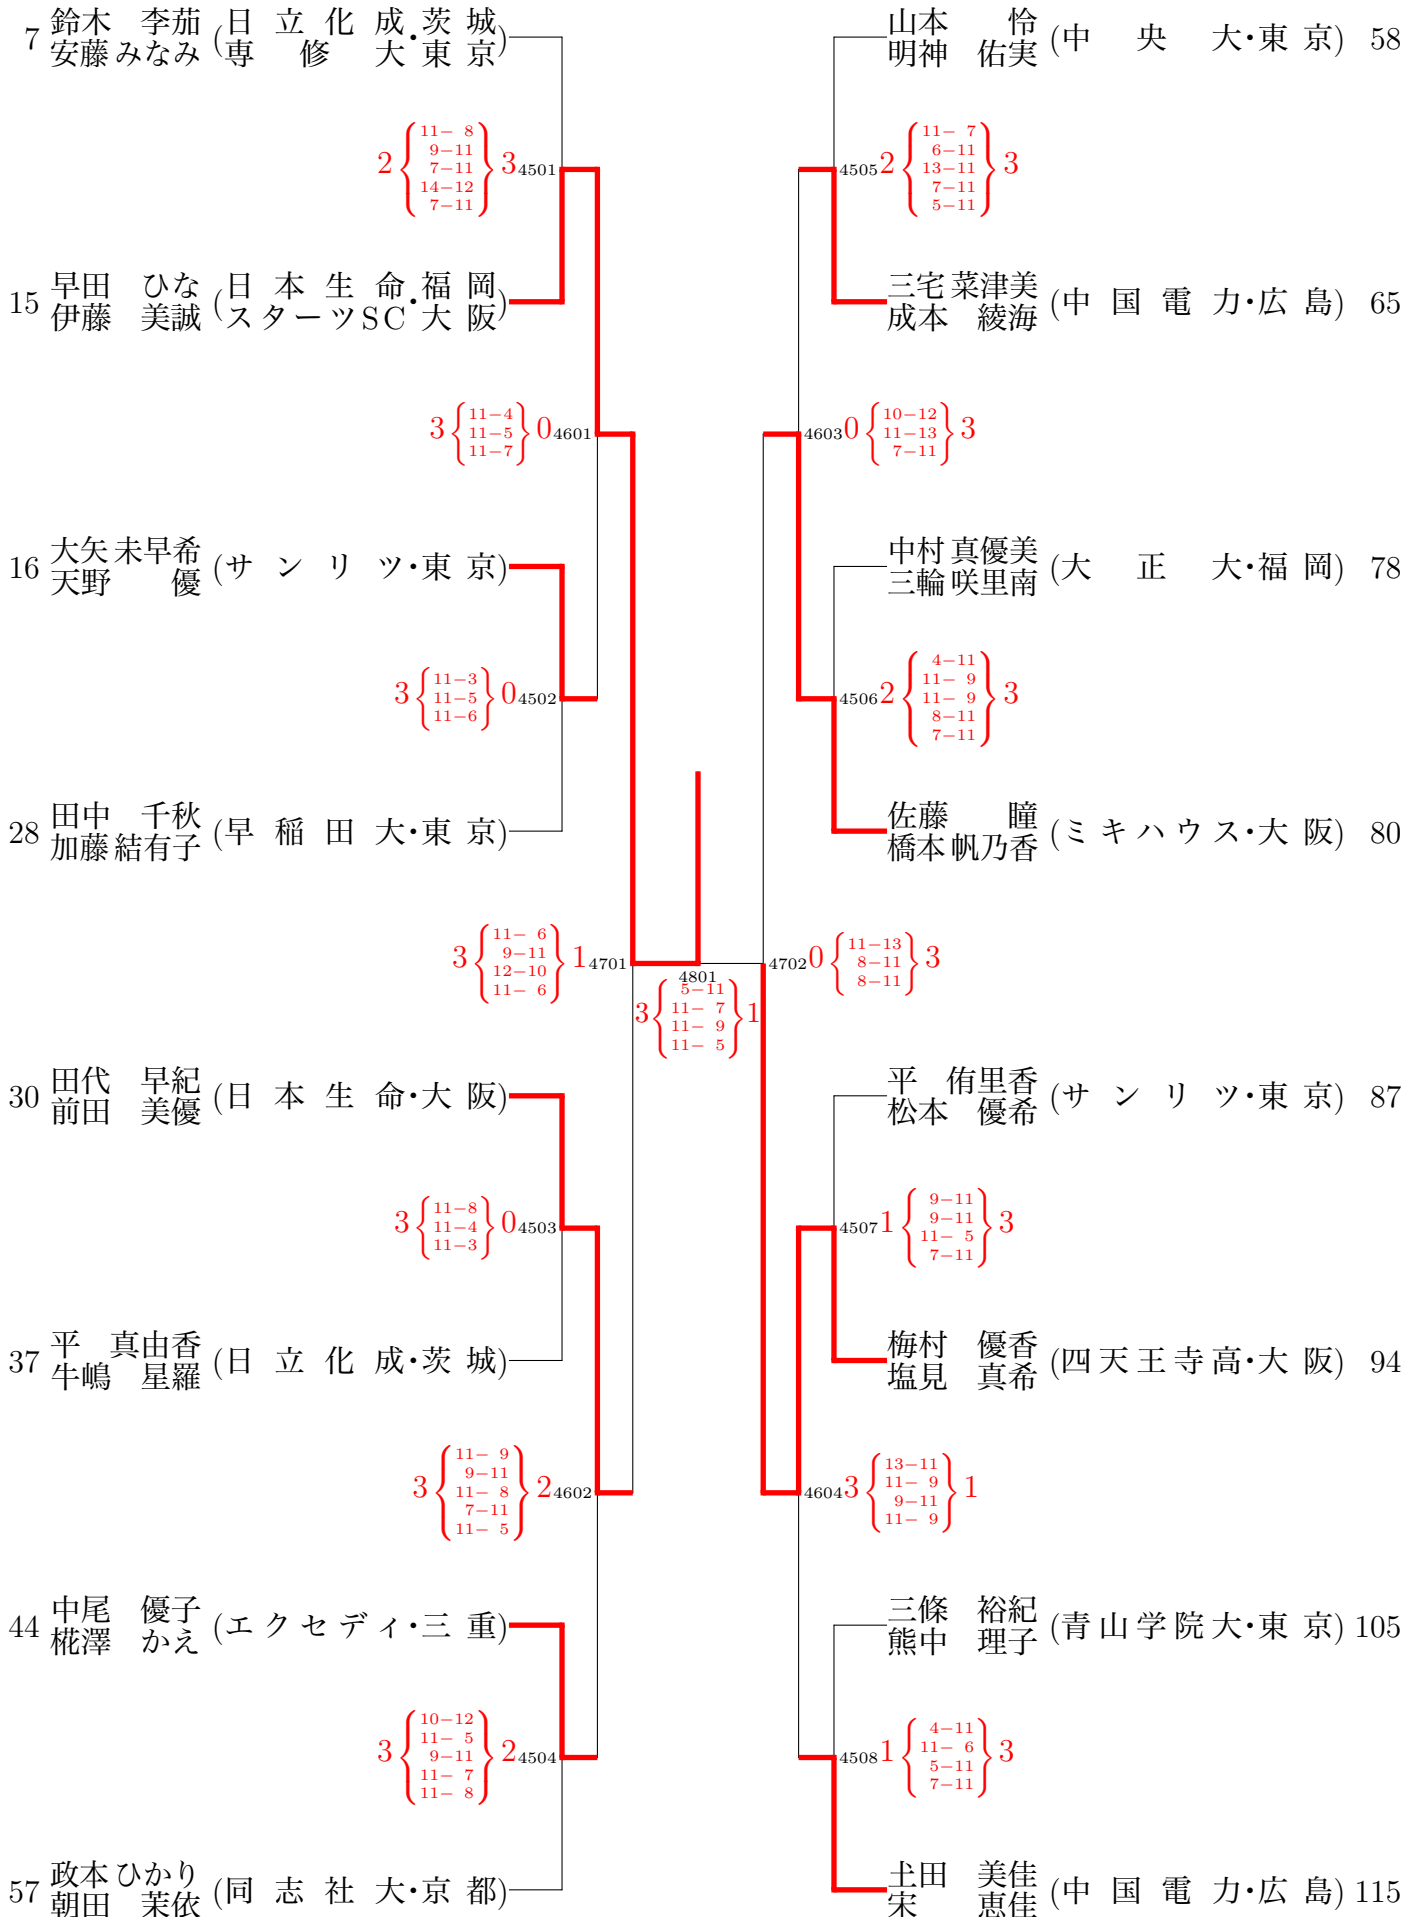 7 鈴木 李茄 (日立化成・茨城)
安藤 みなみ (専修大・東京)
2 3 4501
11- 8
9-11
7-11
14-12
7-11
15 早田 ひな (日本生命・福岡)
伊藤 美誠 (スターツSC・大阪)
3 0 4601
11-4
11-5
11-7
16 大矢 未早希 (サンリツ・東京)
天野 優
3 0 4502
11-3
11-5
11-6
28 田中 千秋 (早稲田大・東京)
加藤 結有子
3 1 4701
11- 6
9-11
12-10
11- 6
30 田代 早紀 (日本生命・大阪)
前田 美優
3 0 4503
11-8
11-4
11-3
37 平 真由香 (日立化成・茨城)
牛嶋 星羅
3 2 4602
11- 9
9-11
11- 8
7-11
11- 5
44 中尾 優子 (エクセディ・三重)
椛澤 かえ
3 2 4504
10-12
11- 5
9-11
11- 7
11- 8
57 政本 ひかり (同志社大・京都)
朝田 茉依
4801
3 1
5-11
11- 7
11- 9
11- 5
山本 怜 (中央大・東京) 58
明神 佑実
4505 2 3
11- 7
6-11
13-11
7-11
5-11
三宅 菜津美 (中国電力・広島) 65
成本 綾海
4603 0 3
10-12
11-13
7-11
中村 真優美 (大正大・福岡) 78
三輪 咲里南
4506 2 3
4-11
11- 9
11- 9
8-11
7-11
佐藤 瞳 (ミキハウス・大阪) 80
橋本 帆乃香
4702 0 3
11-13
8-11
8-11
平 侑里香 (サンリツ・東京) 87
松本 優希
4507 1 3
9-11
9-11
11- 5
7-11
梅村 優香 (四天王寺高・大阪) 94
塩見 真希
4604 3 1
13-11
11- 9
9-11
11- 9
三條 裕紀 (青山学院大・東京) 105
熊中 理子
4508 1 3
4-11
11- 6
5-11
7-11
土田 美佳 (中国電力・広島) 115
宋 恵佳